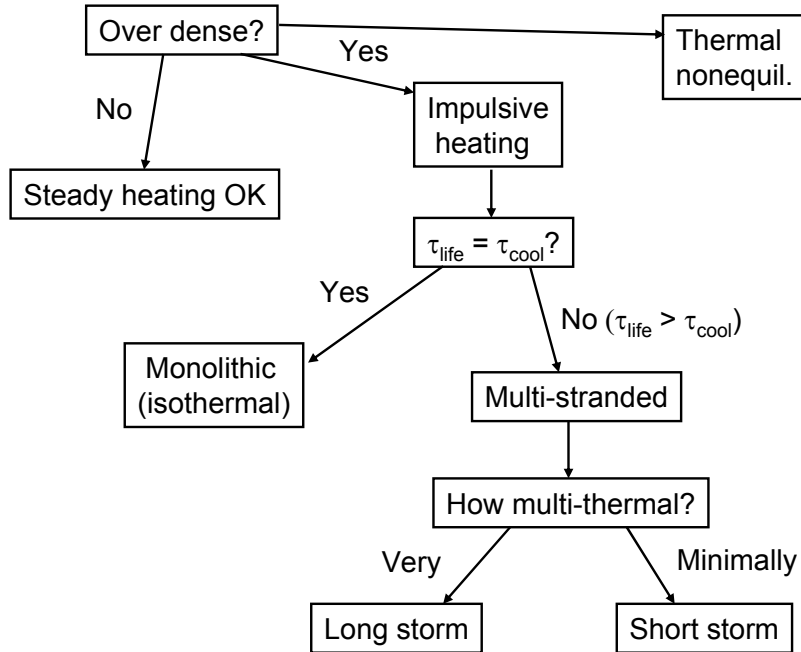 Over dense?
Yes
Thermal
nonequil.
No
Impulsive
heating
Steady heating OK
τlife = τcool?
Yes
No (τlife > τcool)
Monolithic
(isothermal)
Multi-stranded
How multi-thermal?
Very
Minimally
Long storm
Short storm